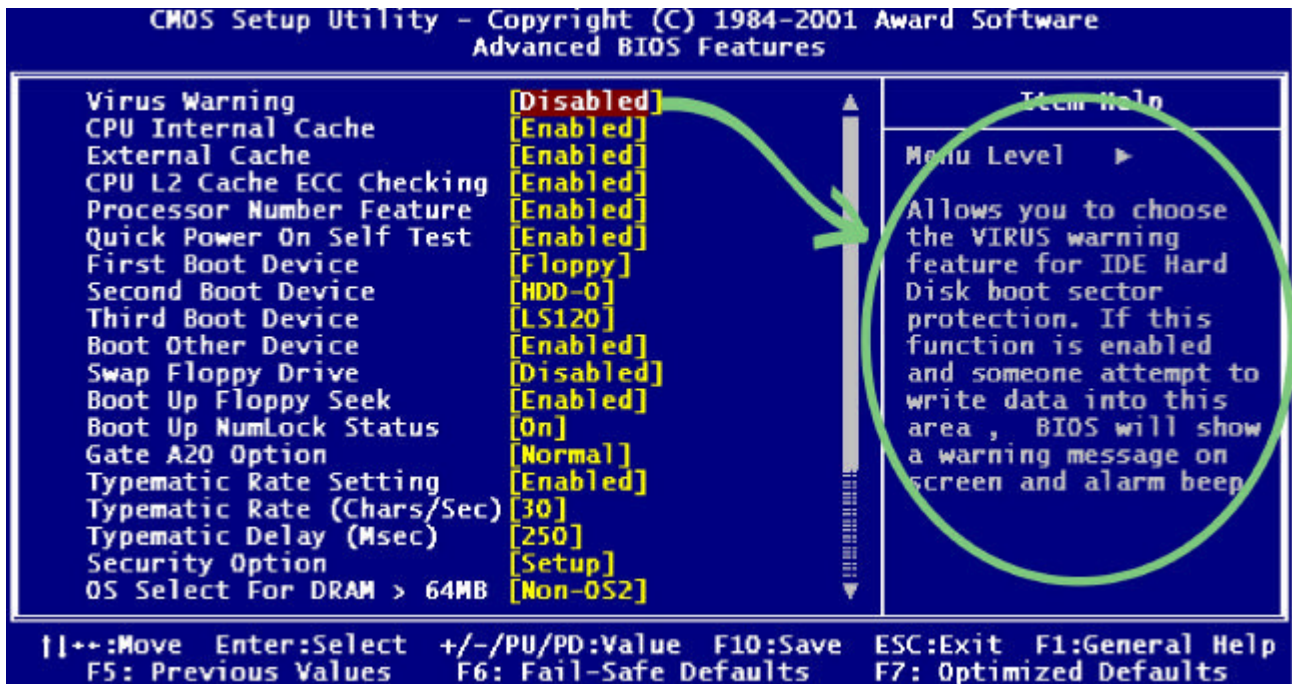 CMOS Setup Utility – Copyright (C) 1984-2001 Award Software
Advanced BIOS Features
Virus Warning [Disabled]
CPU Internal Cache [Enabled]
External Cache [Enabled]
CPU L2 Cache ECC Checking [Enabled]
Processor Number Feature [Enabled]
Quick Power On Self Test [Enabled]
First Boot Device [Floppy]
Second Boot Device [HDD-0]
Third Boot Device [LS120]
Boot Other Device [Enabled]
Swap Floppy Drive [Disabled]
Boot Up Floppy Seek [Enabled]
Boot Up NumLock Status [On]
Gate A20 Option [Normal]
Typematic Rate Setting [Enabled]
Typematic Rate (Chars/Sec) [30]
Typematic Delay (Msec) [250]
Security Option [Setup]
OS Select For DRAM > 64MB [Non-OS2]
Item Help
Menu Level ►
Allows you to choose
the VIRUS warning
feature for IDE Hard
Disk boot sector
protection. If this
function is enabled
and someone attempt to
write data into this
area , BIOS will show
a warning message on
screen and alarm beep
↑↓←→:Move Enter:Select +/-/PU/PD:Value F10:Save ESC:Exit F1:General Help
F5: Previous Values F6: Fail-Safe Defaults F7: Optimized Defaults